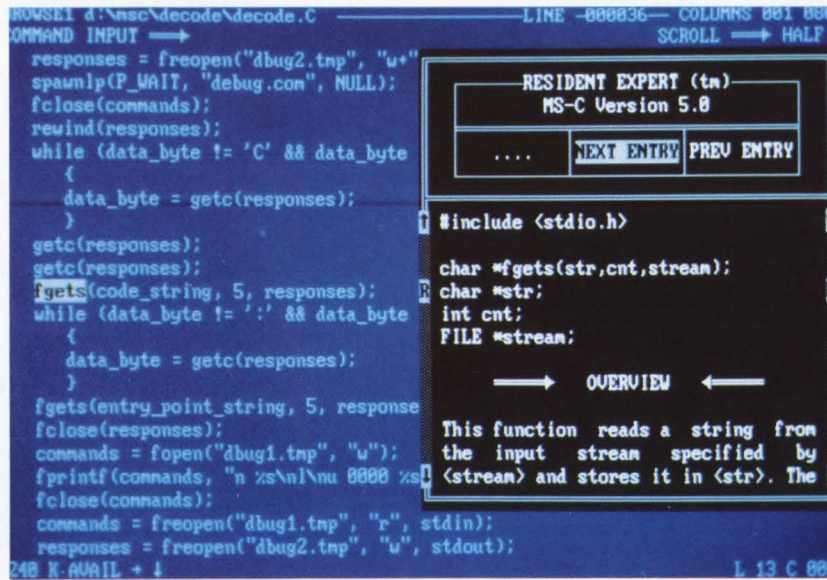 ROWSE1 d:\msc\decode\decode.C ——— LINE -000036— COLUMNS 001
COMMAND INPUT ══► SCROLL ══► HALF
responses = freopen("dbug2.tmp", "w+"
spawnlp(P_WAIT, "debug.com", NULL);
fclose(commands);
rewind(responses);
while (data_byte != 'C' && data_byte
{
data_byte = getc(responses);
}
getc(responses);
getc(responses);
fgets(code_string, 5, responses);
while (data_byte != ':' && data_byte
{
data_byte = getc(responses);
}
fgets(entry_point_string, 5, response
fclose(responses);
commands = fopen("dbug1.tmp", "w");
fprintf(commands, "n %s\nl\nu 0000 %s
fclose(commands);
commands = freopen("dbug1.tmp", "r", stdin);
responses = freopen("dbug2.tmp", "w", stdout);
240 K-AVAIL → ↓ L 13 C 00
RESIDENT EXPERT (tm)
MS-C Version 5.0
.... NEXT ENTRY PREV ENTRY
#include <stdio.h>
char *fgets(str,cnt,stream);
char *str;
int cnt;
FILE *stream;
══► OVERVIEW ◄══
This function reads a string from
the input stream specified by
<stream> and stores it in <str>. The